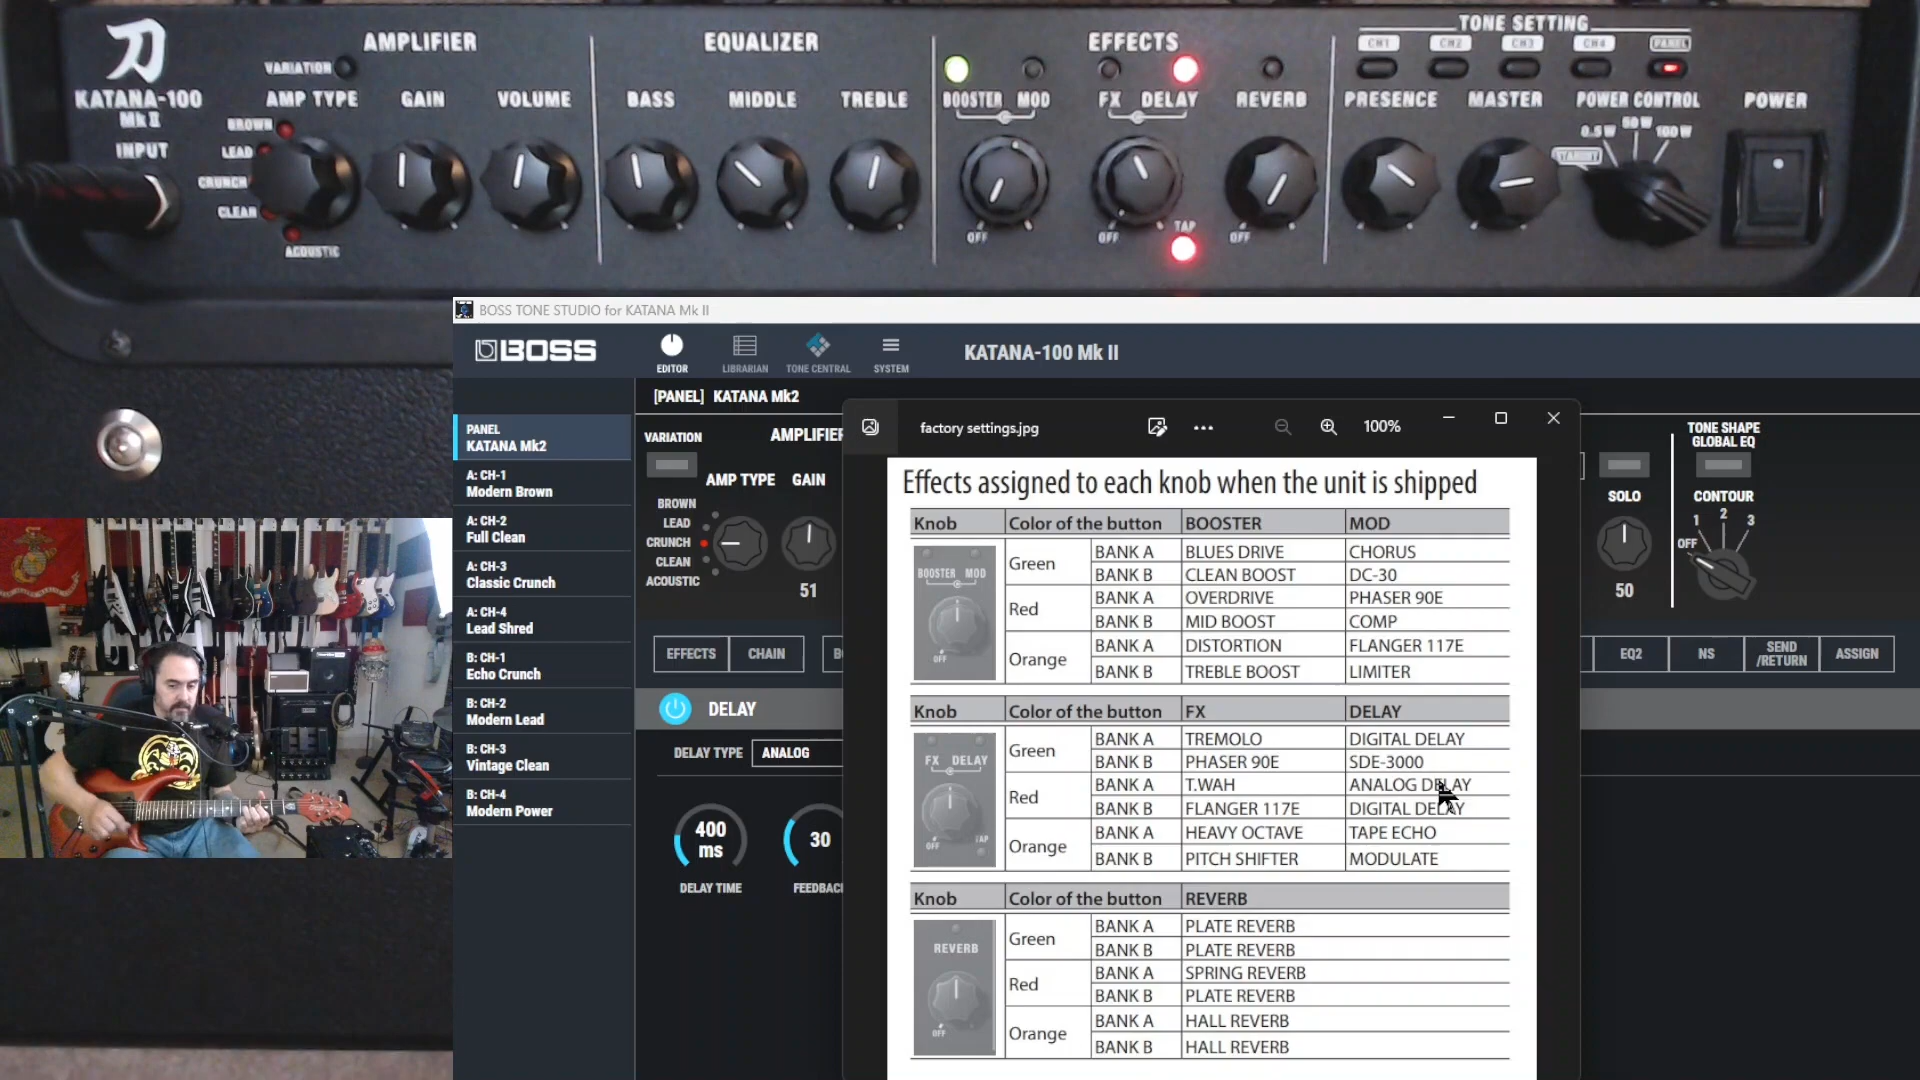 刀
KATANA-100
Mk II
INPUT
AMPLIFIER
VARIATION
AMP TYPE GAIN VOLUME
BROWN
LEAD
CRUNCH
CLEAN
ACOUSTIC
EQUALIZER
BASS MIDDLE TREBLE
EFFECTS
BOOSTER MOD FX DELAY REVERB
OFF OFF TAP OFF
TONE SETTING
CH1 CH2 CH3 CH4 PANEL
PRESENCE MASTER POWER CONTROL POWER
0.5W 50W 100W
BOSS TONE STUDIO for KATANA Mk II
BOSS
EDITOR LIBRARIAN TONE CENTRAL SYSTEM
KATANA-100 Mk II
[PANEL] KATANA Mk2
PANEL
KATANA Mk2
A: CH-1
Modern Brown
A: CH-2
Full Clean
A: CH-3
Classic Crunch
A: CH-4
Lead Shred
B: CH-1
Echo Crunch
B: CH-2
Modern Lead
B: CH-3
Vintage Clean
B: CH-4
Modern Power
VARIATION AMPLIFIER
AMP TYPE GAIN
BROWN
LEAD
CRUNCH
CLEAN
ACOUSTIC
51
EFFECTS CHAIN
DELAY
DELAY TYPE ANALOG
400
ms
30
DELAY TIME FEEDBAC
factory settings.jpg 100%
Effects assigned to each knob when the unit is shipped
Knob Color of the button BOOSTER MOD
BOOSTER MOD
OFF
Green BANK A BLUES DRIVE CHORUS
BANK B CLEAN BOOST DC-30
Red BANK A OVERDRIVE PHASER 90E
BANK B MID BOOST COMP
Orange BANK A DISTORTION FLANGER 117E
BANK B TREBLE BOOST LIMITER
Knob Color of the button FX DELAY
FX DELAY
OFF TAP
Green BANK A TREMOLO DIGITAL DELAY
BANK B PHASER 90E SDE-3000
Red BANK A T.WAH ANALOG DELAY
BANK B FLANGER 117E DIGITAL DELAY
Orange BANK A HEAVY OCTAVE TAPE ECHO
BANK B PITCH SHIFTER MODULATE
Knob Color of the button REVERB
REVERB
OFF
Green BANK A PLATE REVERB
BANK B PLATE REVERB
Red BANK A SPRING REVERB
BANK B PLATE REVERB
Orange BANK A HALL REVERB
BANK B HALL REVERB
SOLO
50
TONE SHAPE
GLOBAL EQ
CONTOUR
OFF 1 2 3
EQ2 NS SEND
/RETURN ASSIGN